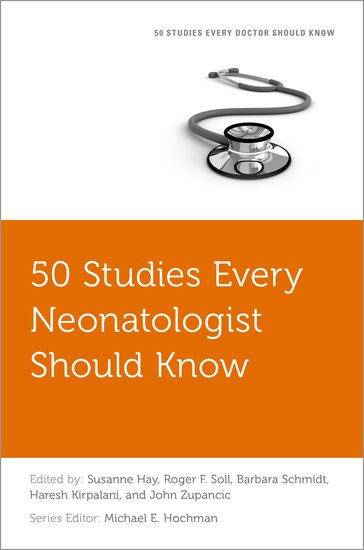 50 STUDIES EVERY DOCTOR SHOULD KNOW
50 Studies Every
Neonatologist
Should Know
Edited by: Susanne Hay, Roger F. Soll, Barbara Schmidt,
Haresh Kirpalani, and John Zupancic
Series Editor: Michael E. Hochman